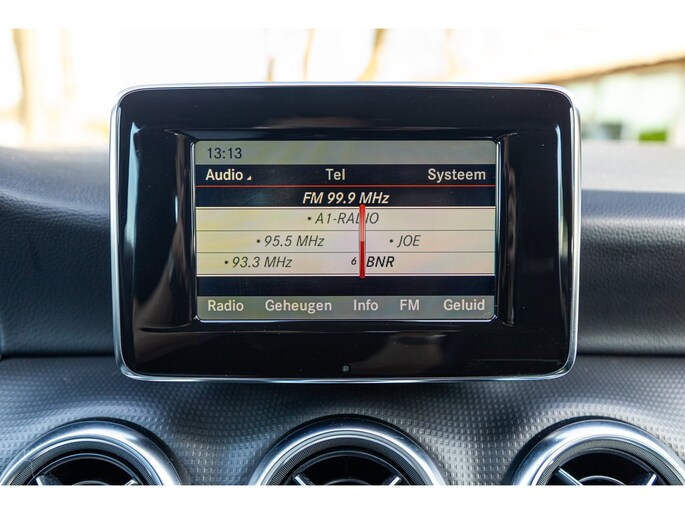 13:13
Audio Tel Systeem
FM 99.9 MHz
• A1-RADIO
• 95.5 MHz • JOE
• 93.3 MHz 6 BNR
Radio Geheugen Info FM Geluid